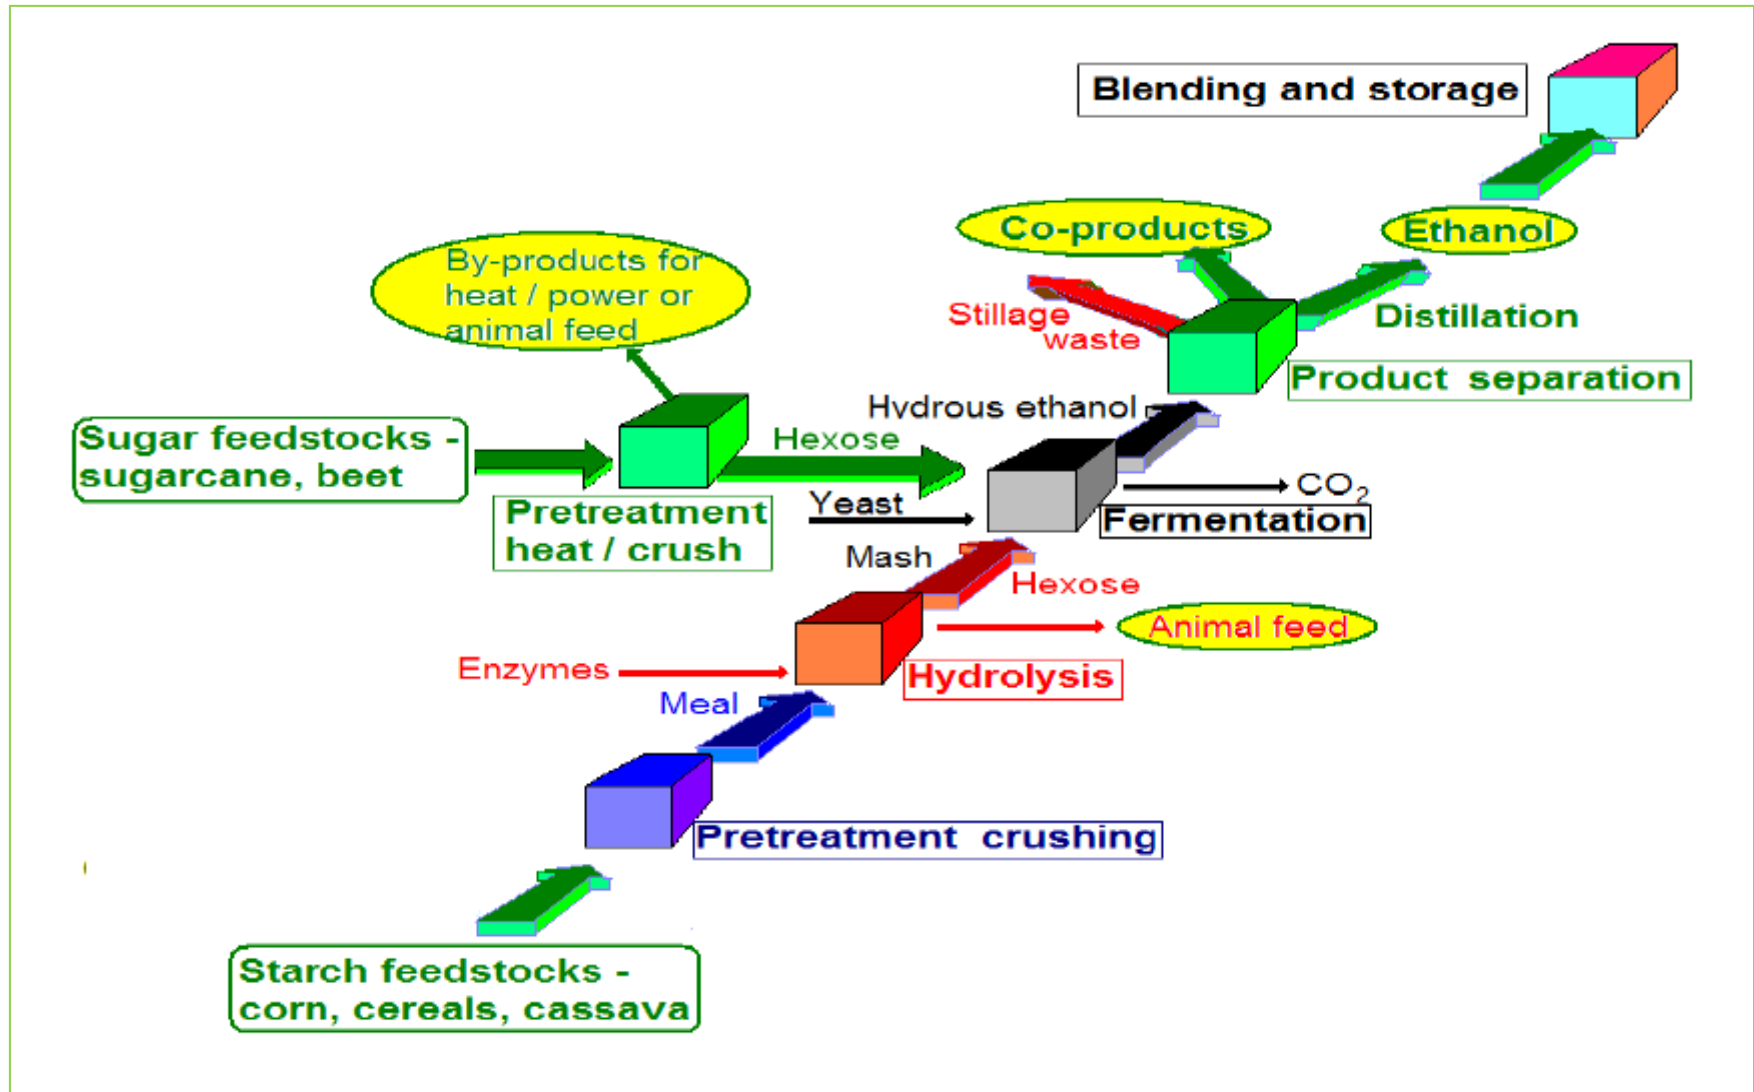 Blending and storage
Co-products
Ethanol
By-products for
heat / power or
animal feed
Stillage
waste
Distillation
Product separation
Hvdrous ethanol
Sugar feedstocks -
sugarcane, beet
Hexose
Pretreatment
heat / crush
Yeast
CO₂
Fermentation
Mash
Hexose
Animal feed
Enzymes
Hydrolysis
Meal
Pretreatment crushing
Starch feedstocks -
corn, cereals, cassava